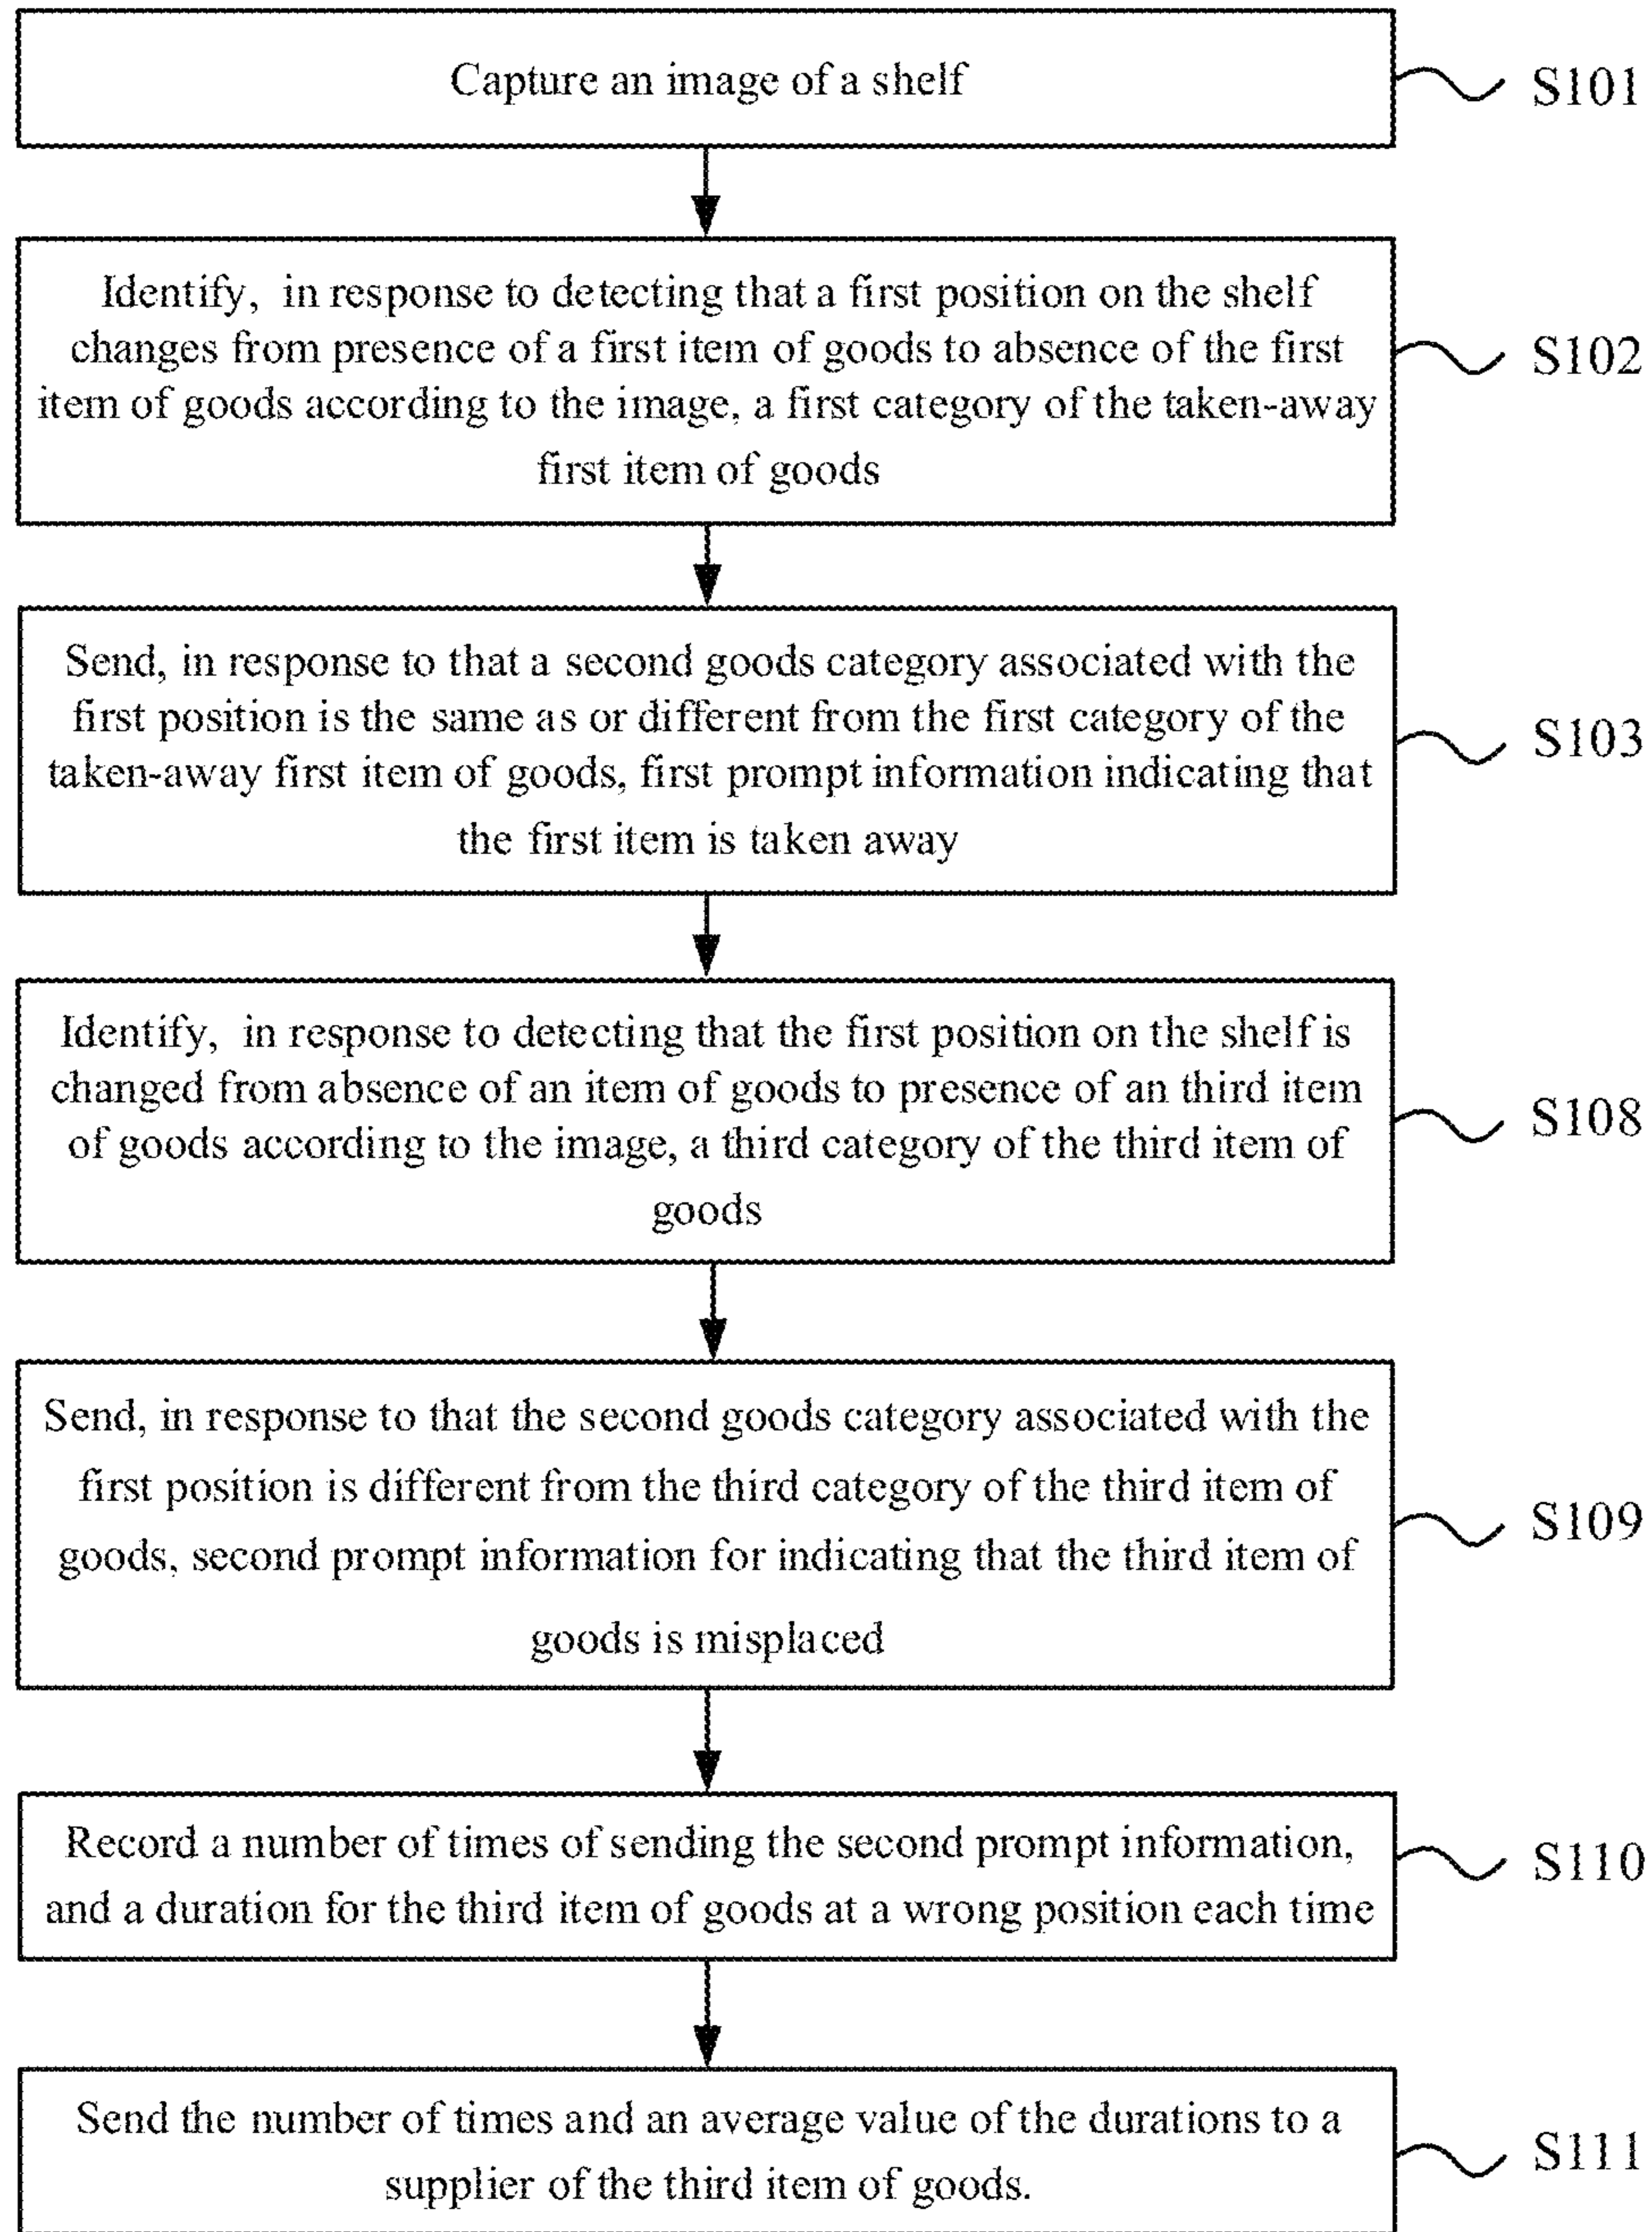 Capture an image of a shelf
S101
Identify, in response to detecting that a first position on the shelf
changes from presence of a first item of goods to absence of the first
item of goods according to the image, a first category of the taken-away
first item of goods
S102
Send, in response to that a second goods category associated with the
first position is the same as or different from the first category of the
taken-away first item of goods, first prompt information indicating that
the first item is taken away
S103
Identify, in response to detecting that the first position on the shelf is
changed from absence of an item of goods to presence of an third item
of goods according to the image, a third category of the third item of
goods
S108
Send, in response to that the second goods category associated with the
first position is different from the third category of the third item of
goods, second prompt information for indicating that the third item of
goods is misplaced
S109
Record a number of times of sending the second prompt information,
and a duration for the third item of goods at a wrong position each time
S110
Send the number of times and an average value of the durations to a
supplier of the third item of goods.
S111